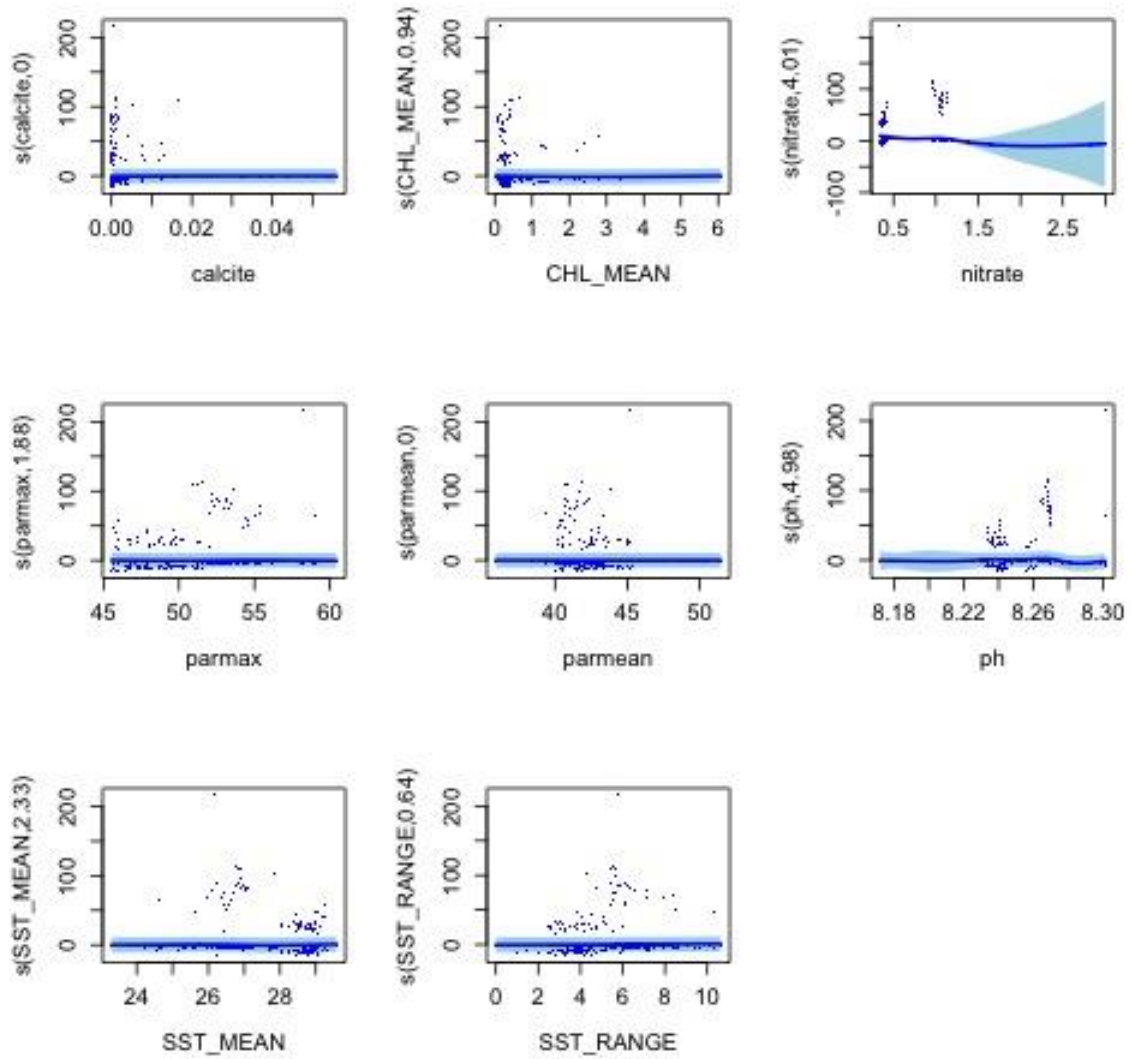 s(calcite,0)
200
100
0
0.00 0.02 0.04
calcite
s(CHL_MEAN,0.94)
200
100
0
0 1 2 3 4 5 6
CHL_MEAN
s(nitrate,4.01)
100
0
-100
0.5 1.5 2.5
nitrate
s(parmax,1.88)
200
100
0
45 50 55 60
parmax
s(parmean,0)
200
100
0
40 45 50
parmean
s(ph,4.98)
200
100
0
8.18 8.22 8.26 8.30
ph
s(SST_MEAN,2.33)
200
100
0
24 26 28
SST_MEAN
s(SST_RANGE,0.64)
200
100
0
0 2 4 6 8 10
SST_RANGE